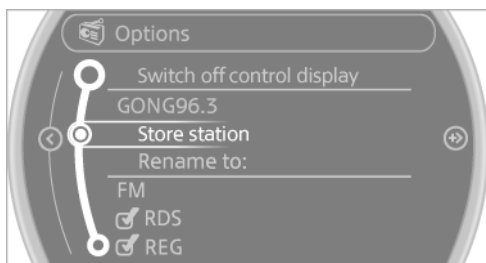 Options
Switch off control display
GONG96.3
Store station
Rename to:
FM
RDS
REG